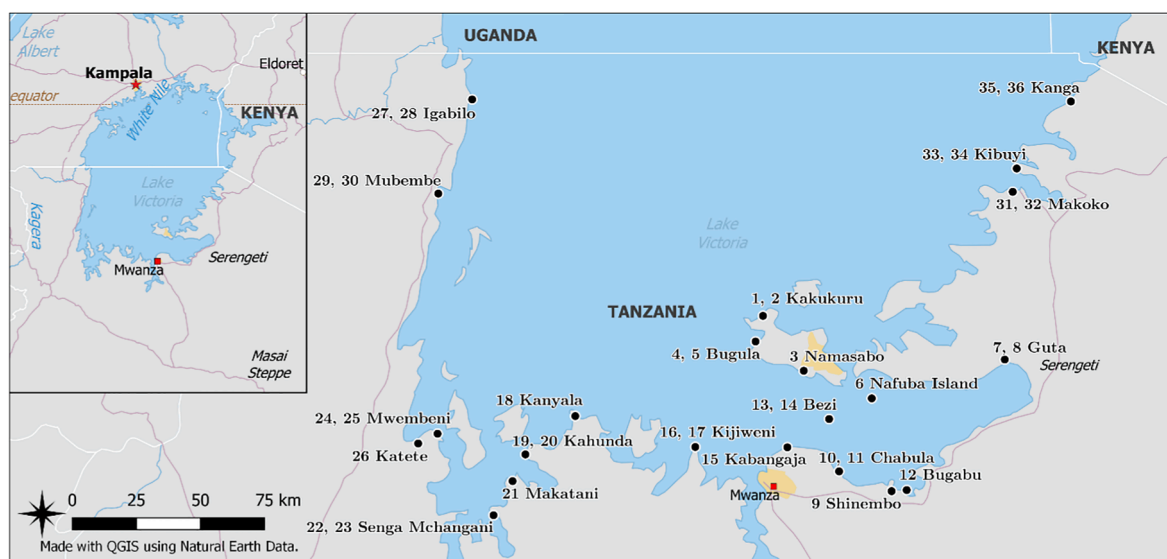 Lake
Albert
Kampala
Eldoret
equator
White Nile
KENYA
Lake
Victoria
Kagera
Serengeti
Mwanza
Masai
Steppe
UGANDA
KENYA
35, 36 Kanga
27, 28 Igabilo
33, 34 Kibuyi
29, 30 Mubembe
31, 32 Makoko
Lake
Victoria
1, 2 Kakukuru
TANZANIA
4, 5 Bugula
3 Namasabo
7, 8 Guta
Serengeti
6 Nafuba Island
18 Kanyala
13, 14 Bezi
24, 25 Mwembeni
19, 20 Kahunda
16, 17 Kijiweni
26 Katete
15 Kabangaja
10, 11 Chabula
12 Bugabu
21 Makatani
Mwanza
9 Shinembo
22, 23 Senga Mchangani
0 25 50 75 km
Made with QGIS using Natural Earth Data.